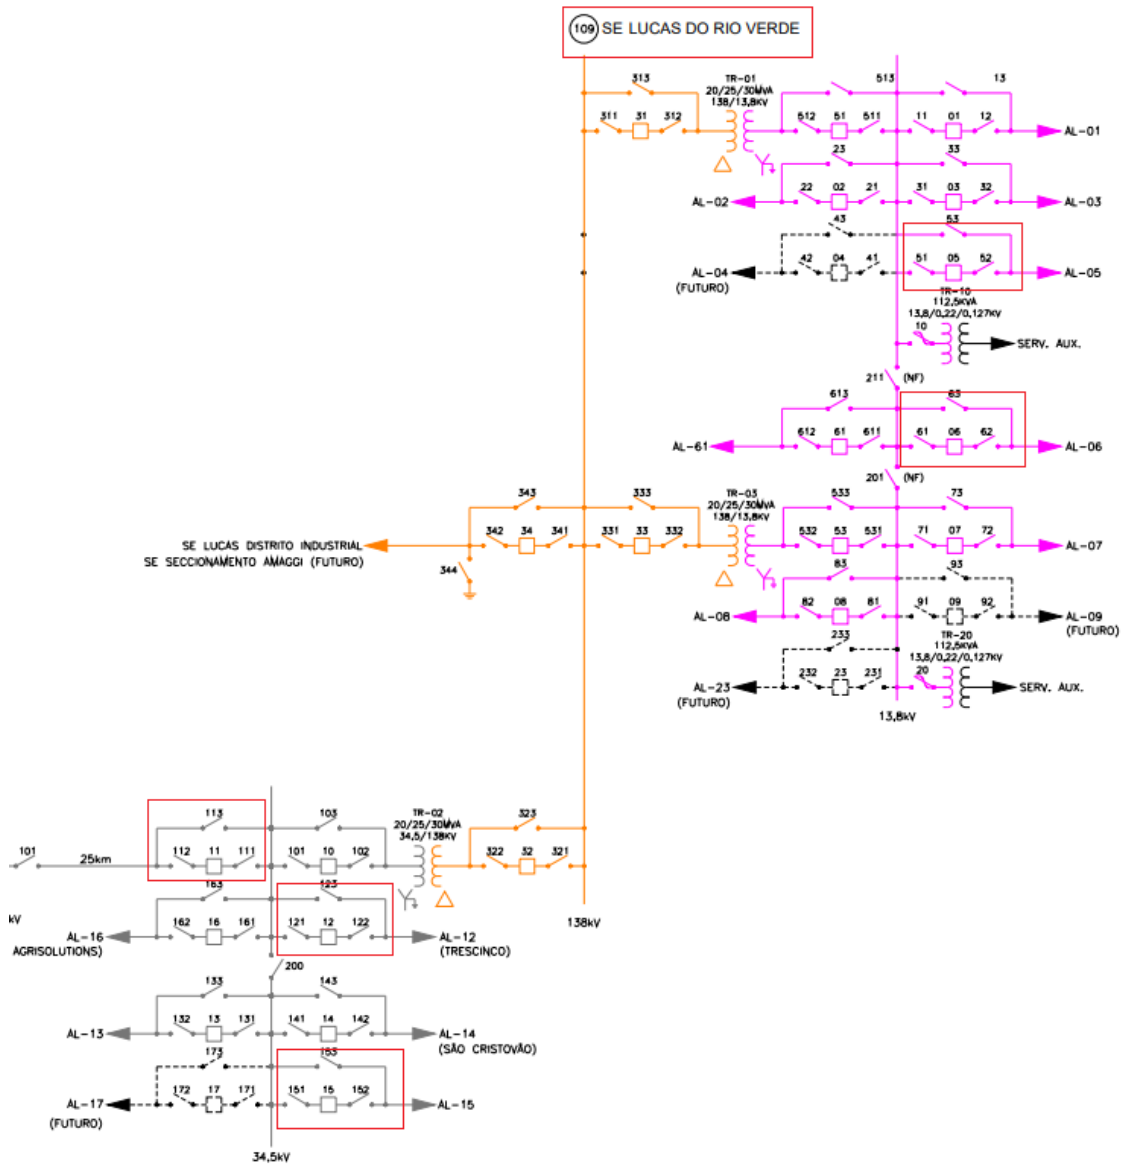 109 SE LUCAS DO RIO VERDE
313
TR-01
20/25/30MVA
138/13,8KV
513
13
311 31 312
512 51 511
11 01 12
AL-01
23
33
AL-02
22 02 21
31 03 32
AL-03
43
53
AL-04
(FUTURO)
42 04 41
51 05 52
AL-05
TR-10
112,5KVA
13,8/0,22/0,127KV
10
SERV. AUX.
211 (NF)
613
63
AL-61
612 61 611
61 06 62
AL-06
201 (NF)
343
333
TR-03
20/25/30MVA
138/13,8KV
533
73
SE LUCAS DISTRITO INDUSTRIAL
SE SECCIONAMENTO AMAGGI (FUTURO)
342 34 341
331 33 332
532 53 531
71 07 72
AL-07
344
83
93
AL-08
82 08 81
91 09 92
AL-09
(FUTURO)
233
TR-20
112,5KVA
13,8/0,22/0,127KV
AL-23
(FUTURO)
232 23 231
20
SERV. AUX.
13,8kV
113
103
TR-02
20/25/30MVA
34,5/138KV
323
101
25km
112 11 111
101 10 102
322 32 321
163
123
kV
138kV
AL-16
AGRISOLUTIONS)
162 16 161
121 12 122
AL-12
(TRESCINCO)
200
133
143
AL-13
132 13 131
141 14 142
AL-14
(SÃO CRISTOVÃO)
173
153
AL-17
(FUTURO)
172 17 171
151 15 152
AL-15
34,5kV